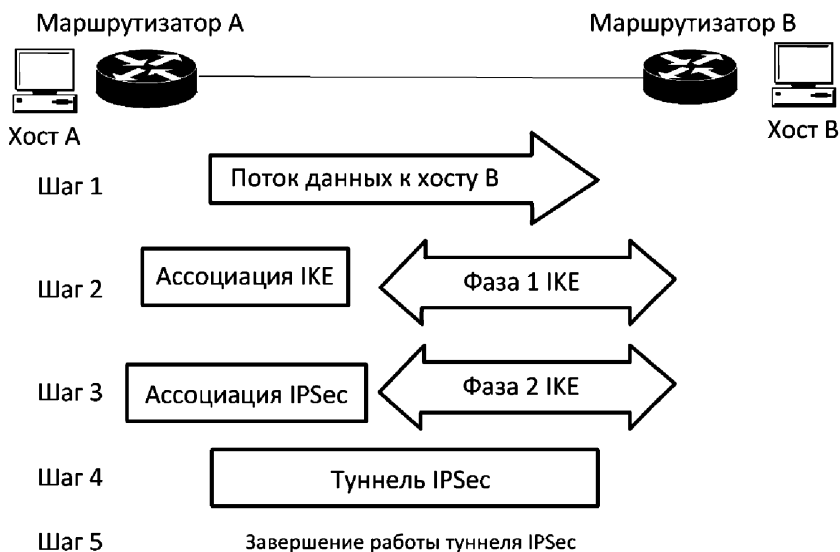 Маршрутизатор A
Маршрутизатор B
Хост A
Хост B
Шаг 1
Поток данных к хосту B
Шаг 2
Ассоциация IKE
Фаза 1 IKE
Шаг 3
Ассоциация IPSec
Фаза 2 IKE
Шаг 4
Туннель IPSec
Шаг 5
Завершение работы туннеля IPSec